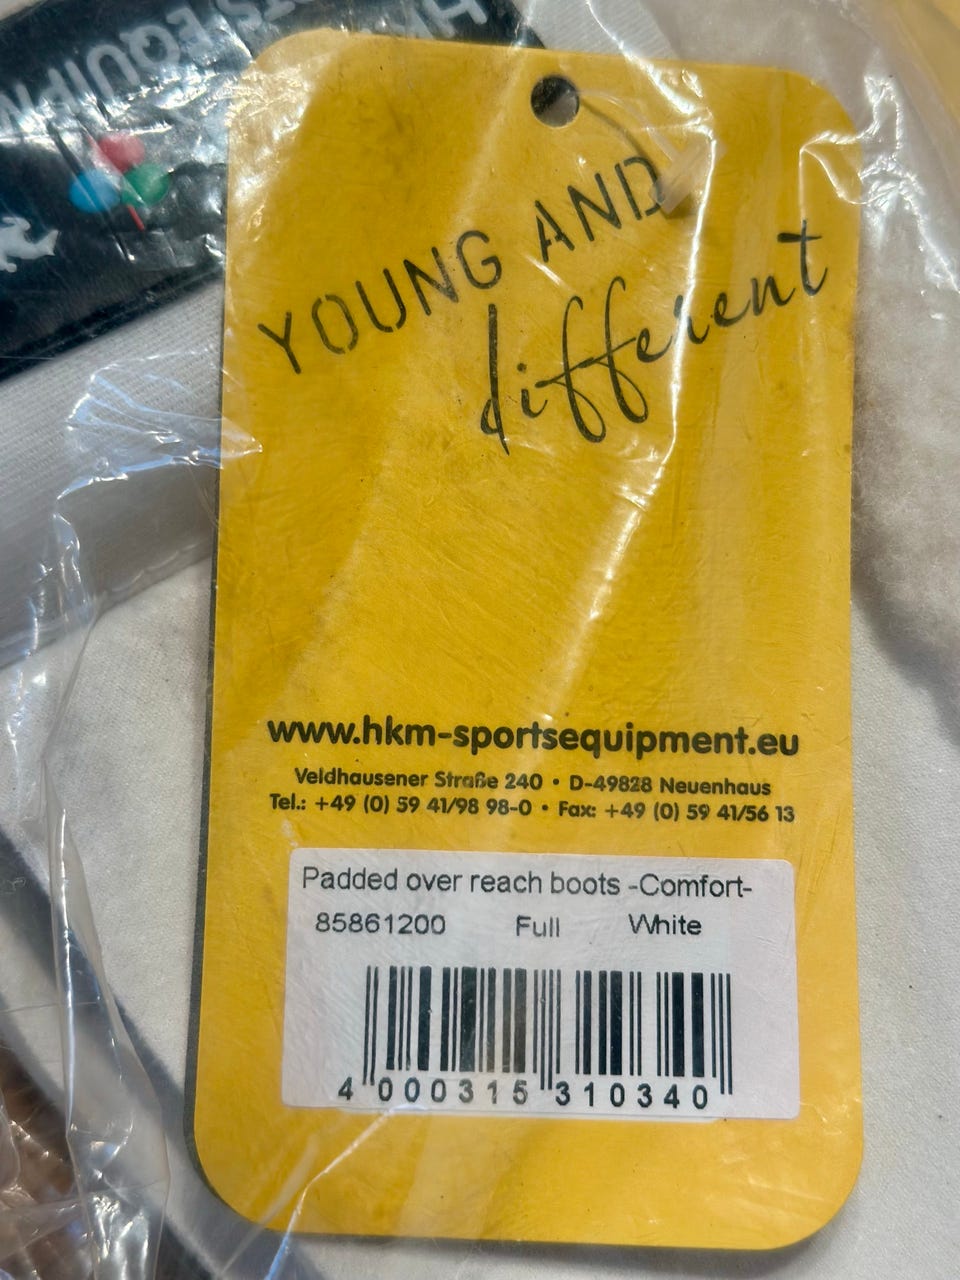 YOUNG AND
different
www.hkm-sportsequipment.eu
Veldhausener Straße 240 • D-49828 Neuenhaus
Tel.: +49 (0) 59 41/98 98-0 • Fax: +49 (0) 59 41/56 13
Padded over reach boots -Comfort-
85861200 Full White
4 000315 310340